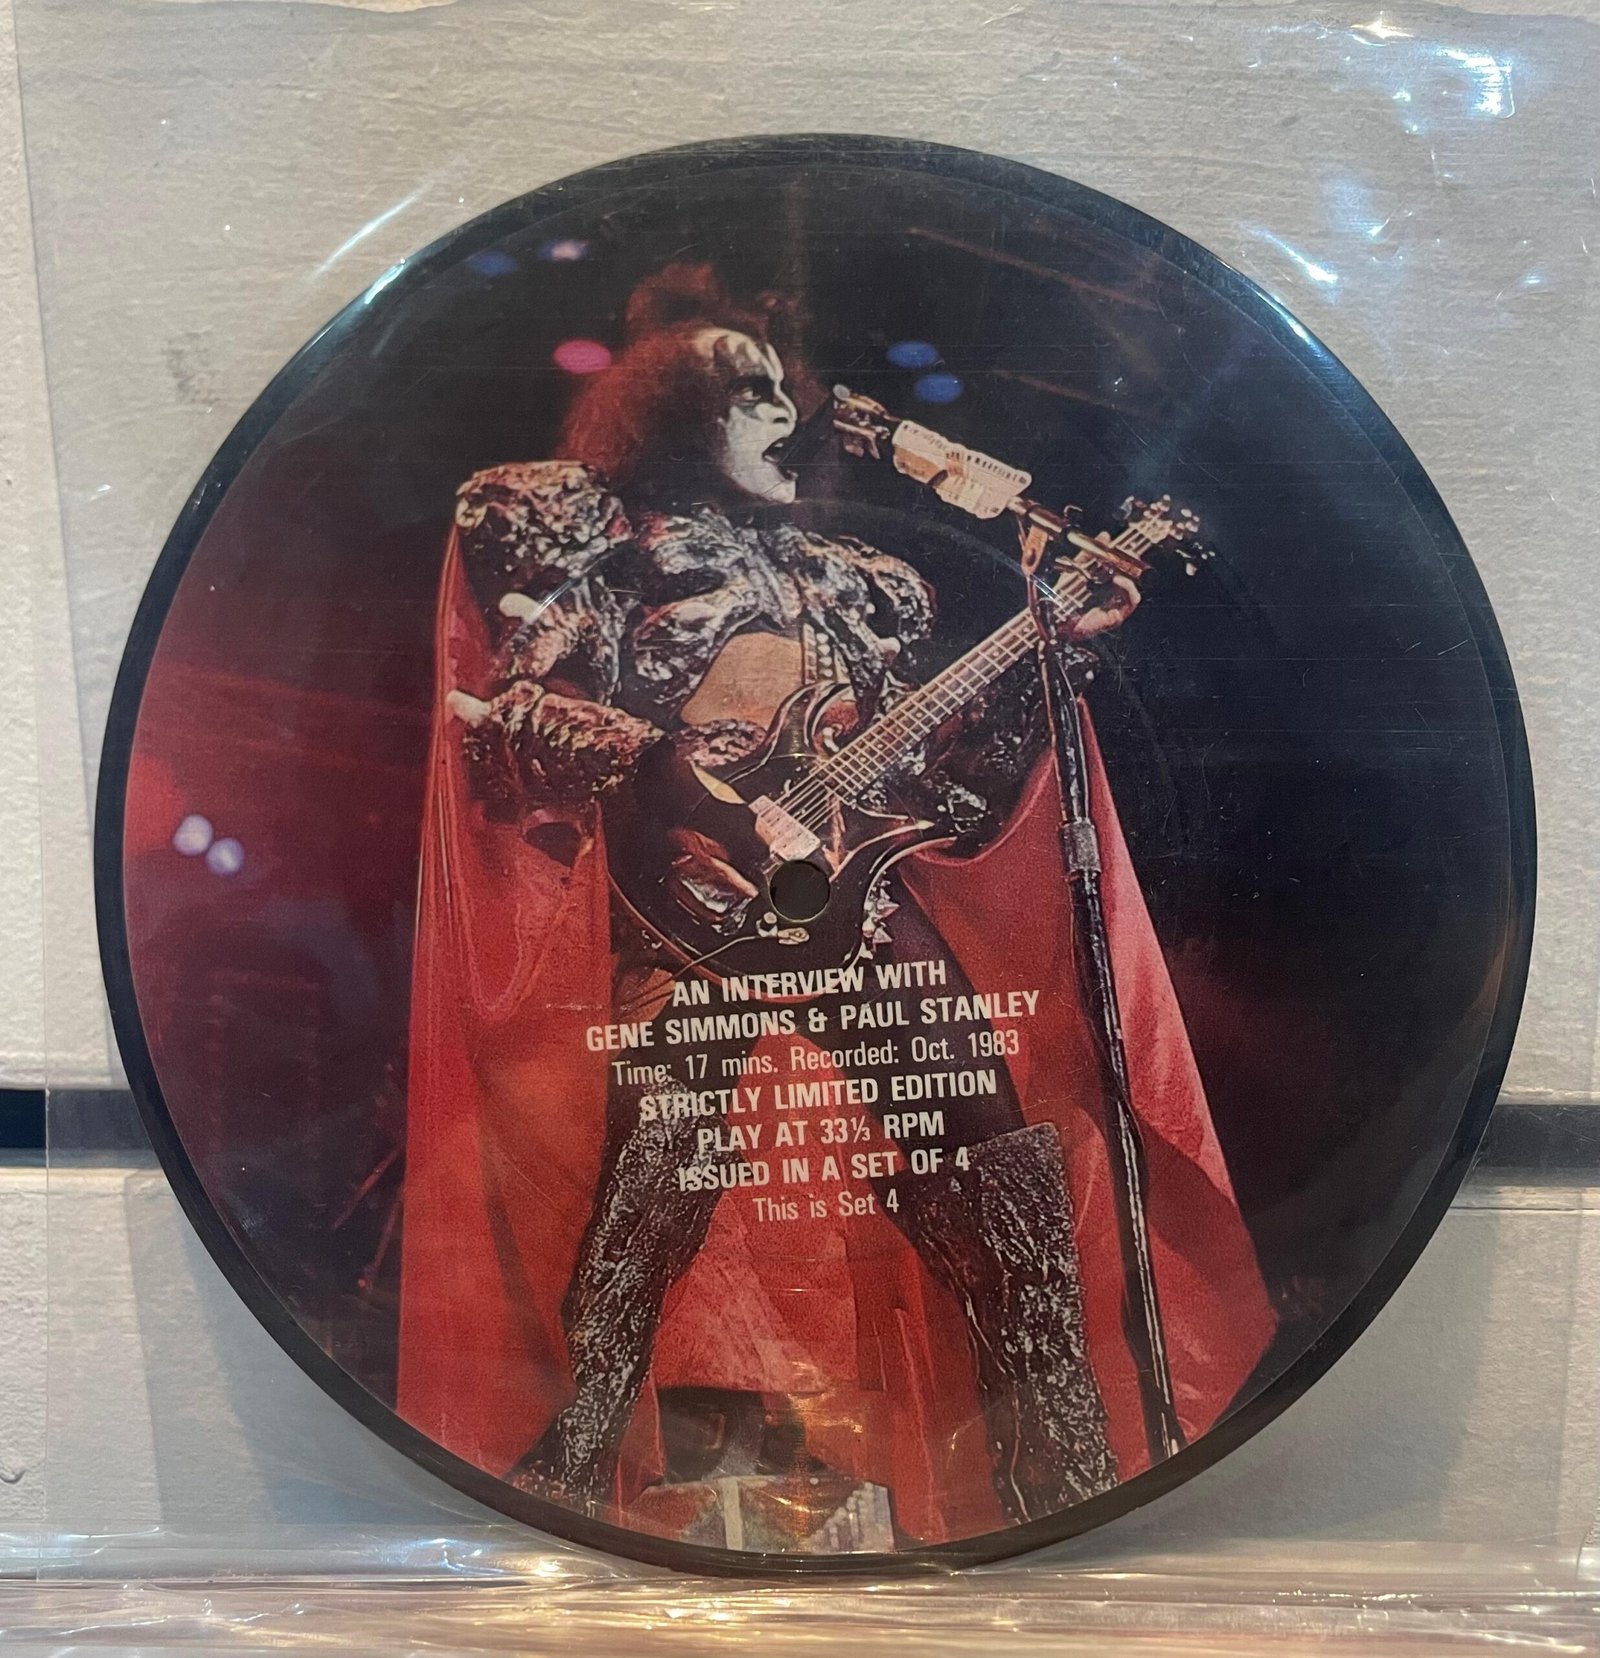 AN INTERVIEW WITH
GENE SIMMONS & PAUL STANLEY
Time: 17 mins. Recorded: Oct. 1983
STRICTLY LIMITED EDITION
PLAY AT 33⅓ RPM
ISSUED IN A SET OF 4
This is Set 4